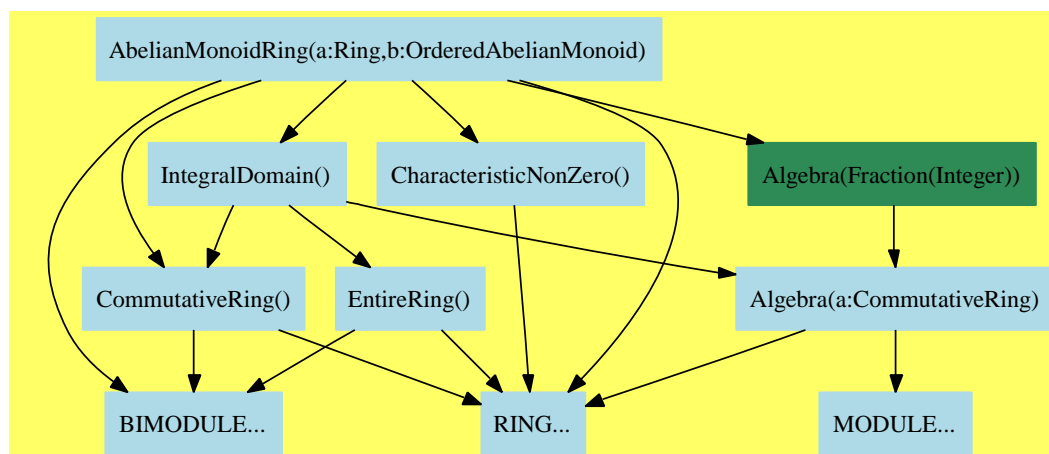 AbelianMonoidRing(a:Ring,b:OrderedAbelianMonoid)
IntegralDomain()
CharacteristicNonZero()
Algebra(Fraction(Integer))
CommutativeRing()
EntireRing()
Algebra(a:CommutativeRing)
BIMODULE...
RING...
MODULE...